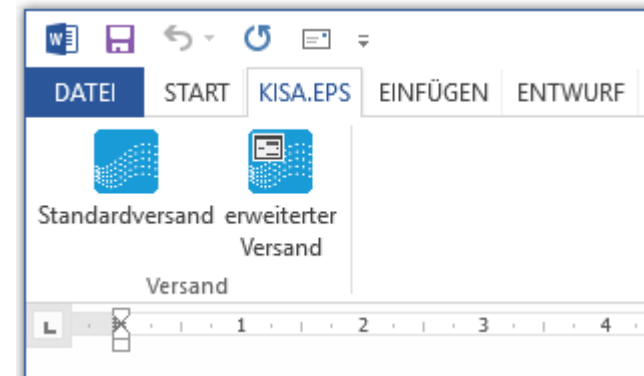 DATEI START KISA.EPS EINFÜGEN ENTWURF
Standardversand erweiterter
Versand
Versand
1 2 3 4